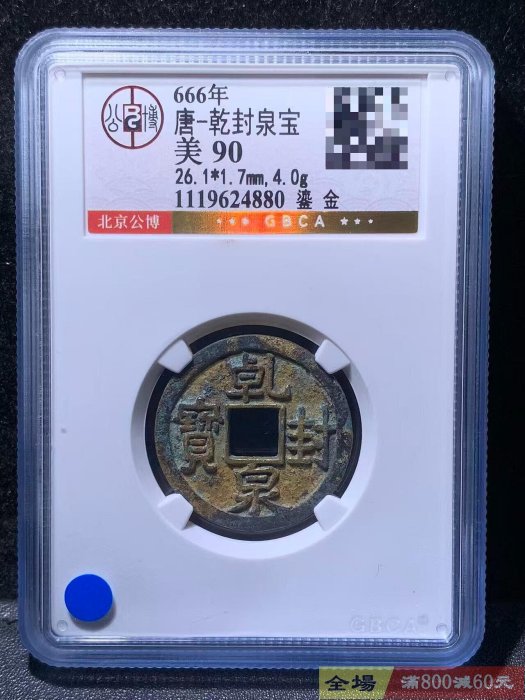 公博
666年
唐-乾封泉宝
美 90
26.1*1.7mm,4.0g
1119624880 鎏 金
北京公博 GBCA
乾
寶 封
泉
GBCA
全場 滿800減60元